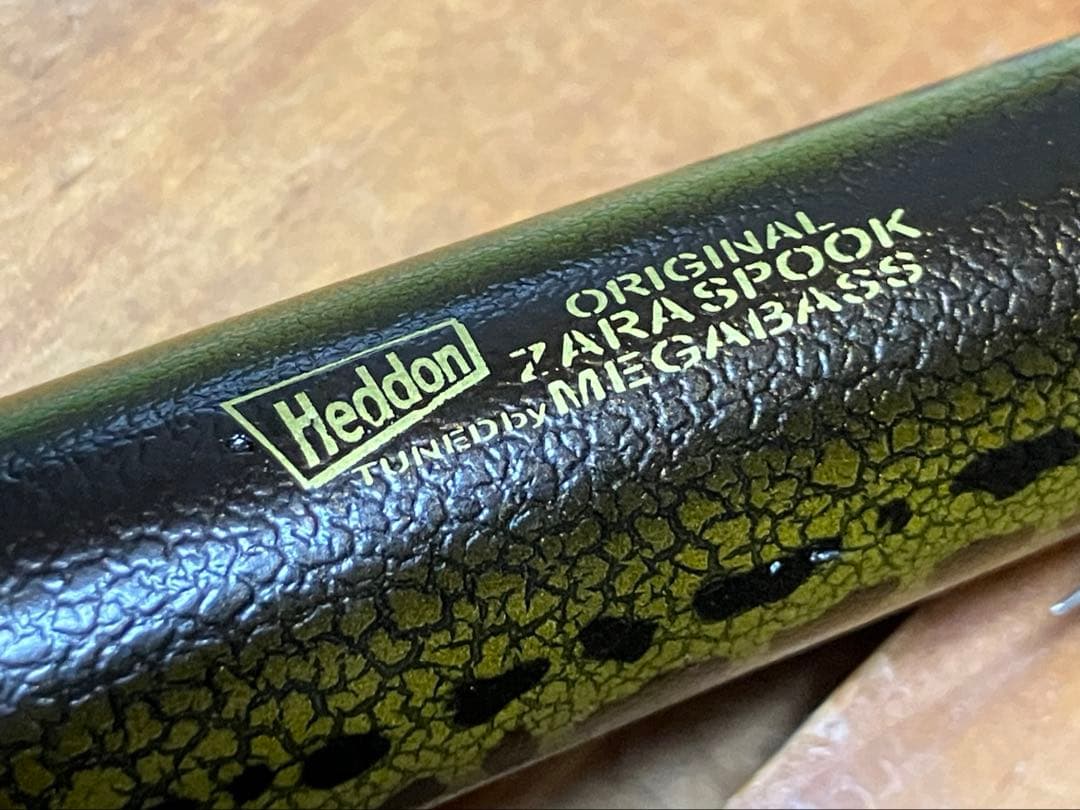 Heddon
ORIGINAL
ZARASPOOK
TUNED by MEGABASS